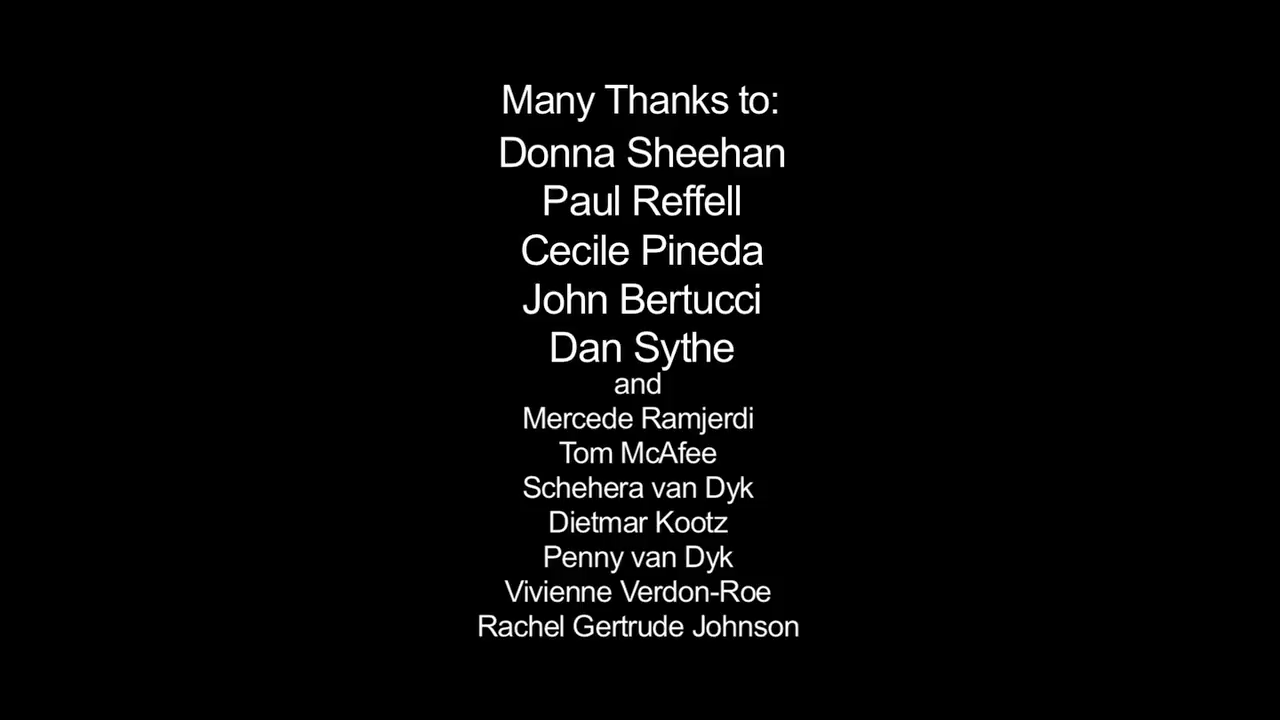 Many Thanks to:
Donna Sheehan
Paul Reffell
Cecile Pineda
John Bertucci
Dan Sythe
and
Mercede Ramjerdi
Tom McAfee
Schehera van Dyk
Dietmar Kootz
Penny van Dyk
Vivienne Verdon-Roe
Rachel Gertrude Johnson